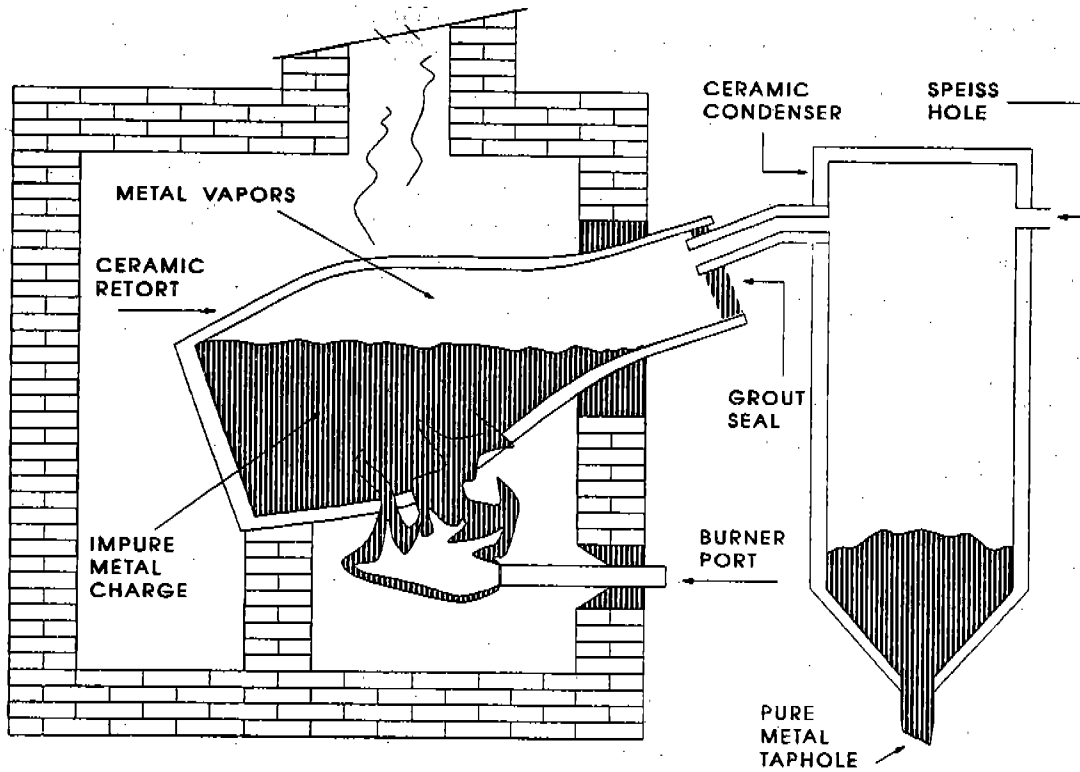 CERAMIC
CONDENSER
SPEISS
HOLE
METAL VAPORS
CERAMIC
RETORT
GROUT
SEAL
IMPURE
METAL
CHARGE
BURNER
PORT
PURE
METAL
TAPHOLE